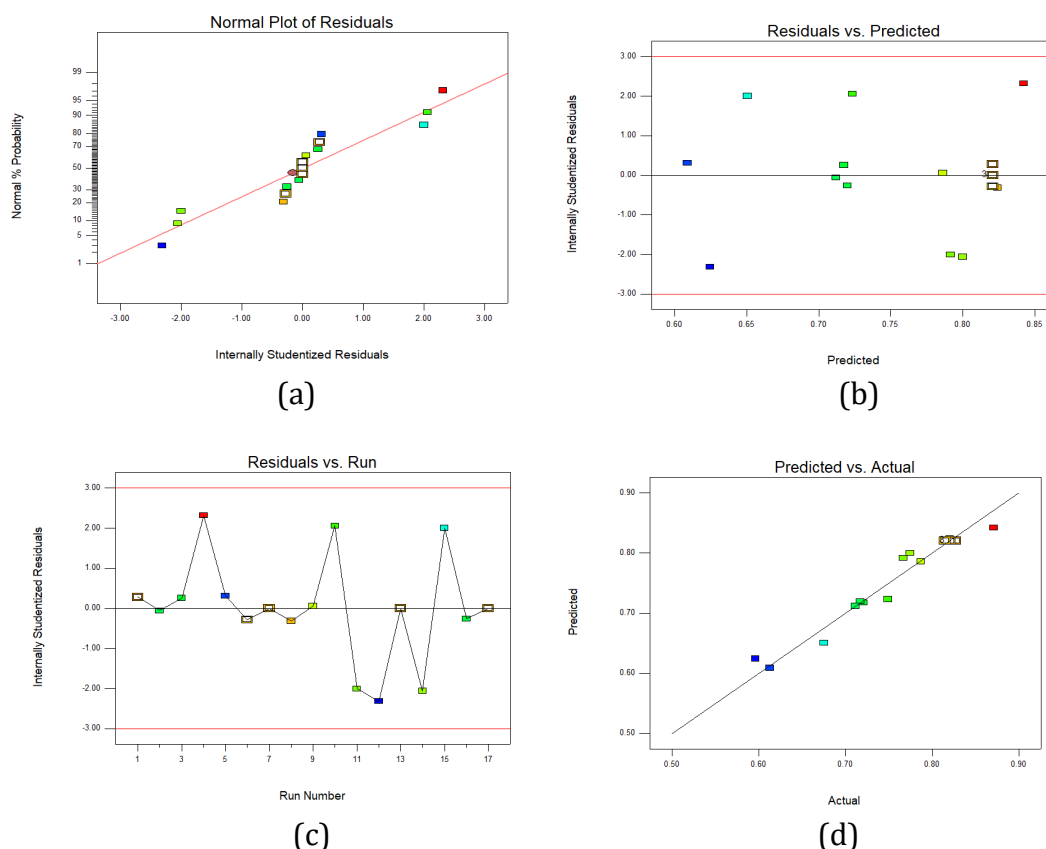 Normal Plot of Residuals
Normal % Probability
99
95
90
80
70
50
30
20
10
5
1
-3.00 -2.00 -1.00 0.00 1.00 2.00 3.00
Internally Studentized Residuals
(a)
Residuals vs. Predicted
Internally Studentized Residuals
3.00
2.00
1.00
0.00
-1.00
-2.00
-3.00
3
0.60 0.65 0.70 0.75 0.80 0.85
Predicted
(b)
Residuals vs. Run
Internally Studentized Residuals
3.00
2.00
1.00
0.00
-1.00
-2.00
-3.00
1 3 5 7 9 11 13 15 17
Run Number
(c)
Predicted vs. Actual
Predicted
0.90
0.80
0.70
0.60
0.50
0.50 0.60 0.70 0.80 0.90
Actual
(d)